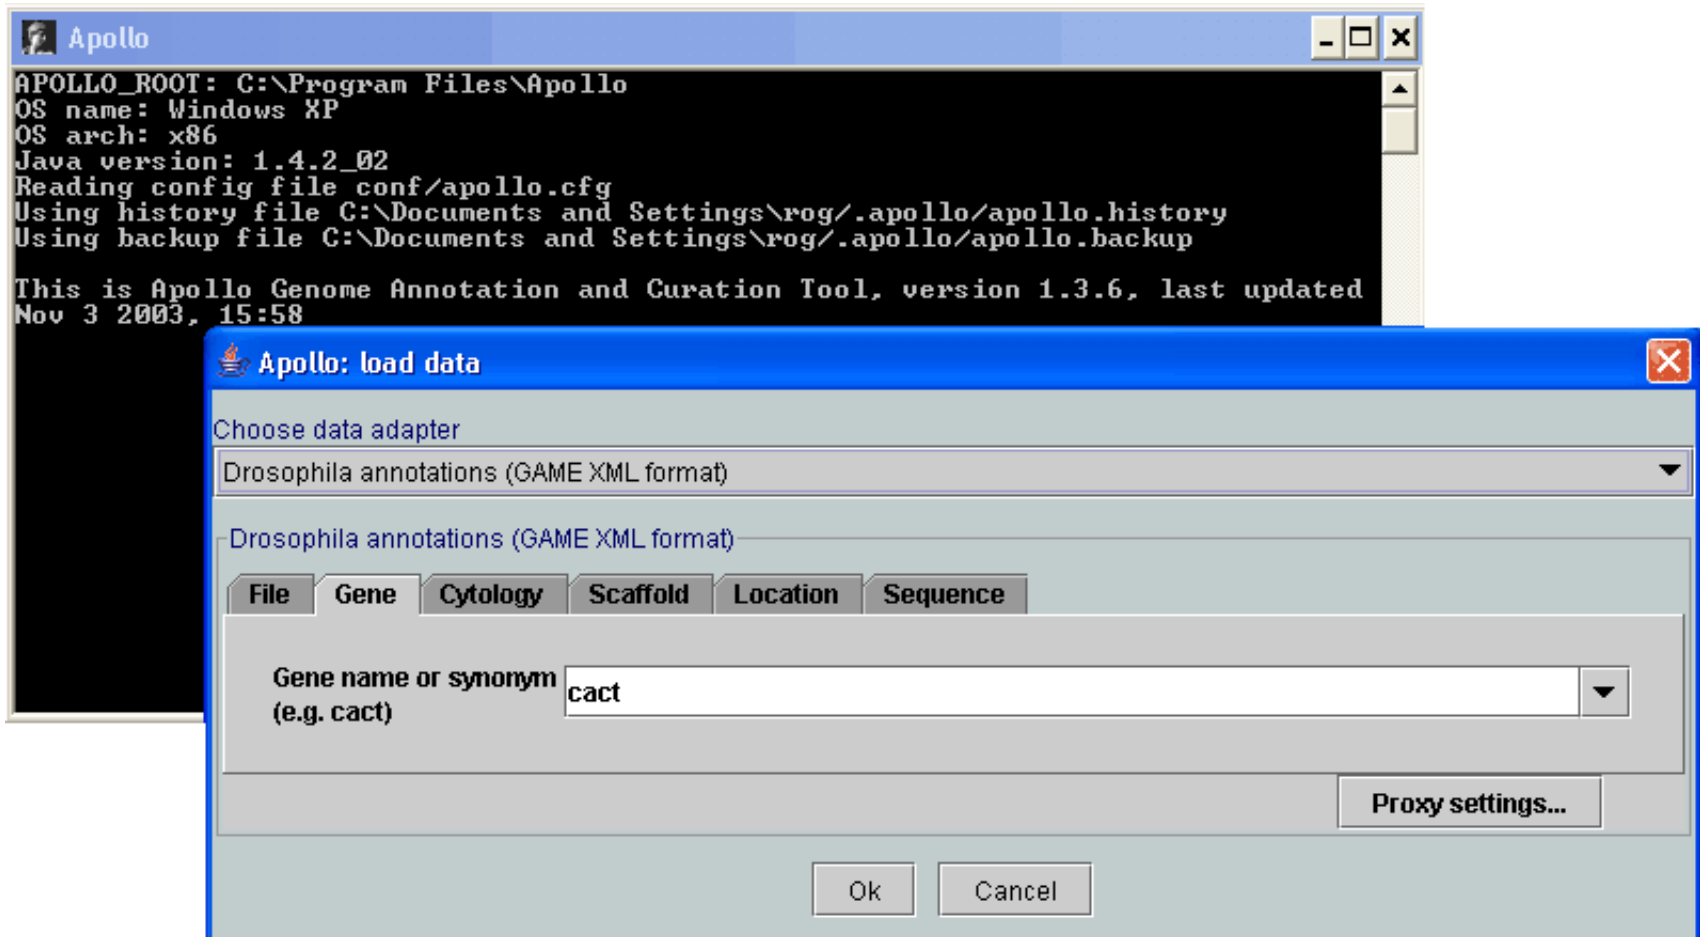 Apollo
APOLLO_ROOT: C:\Program Files\Apollo
OS name: Windows XP
OS arch: x86
Java version: 1.4.2_02
Reading config file conf/apollo.cfg
Using history file C:\Documents and Settings\rog/.apollo/apollo.history
Using backup file C:\Documents and Settings\rog/.apollo/apollo.backup
This is Apollo Genome Annotation and Curation Tool, version 1.3.6, last updated
Nov 3 2003, 15:58
Apollo: load data
Choose data adapter
Drosophila annotations (GAME XML format)
Drosophila annotations (GAME XML format)
File Gene Cytology Scaffold Location Sequence
Gene name or synonym
(e.g. cact)
cact
Proxy settings...
Ok Cancel